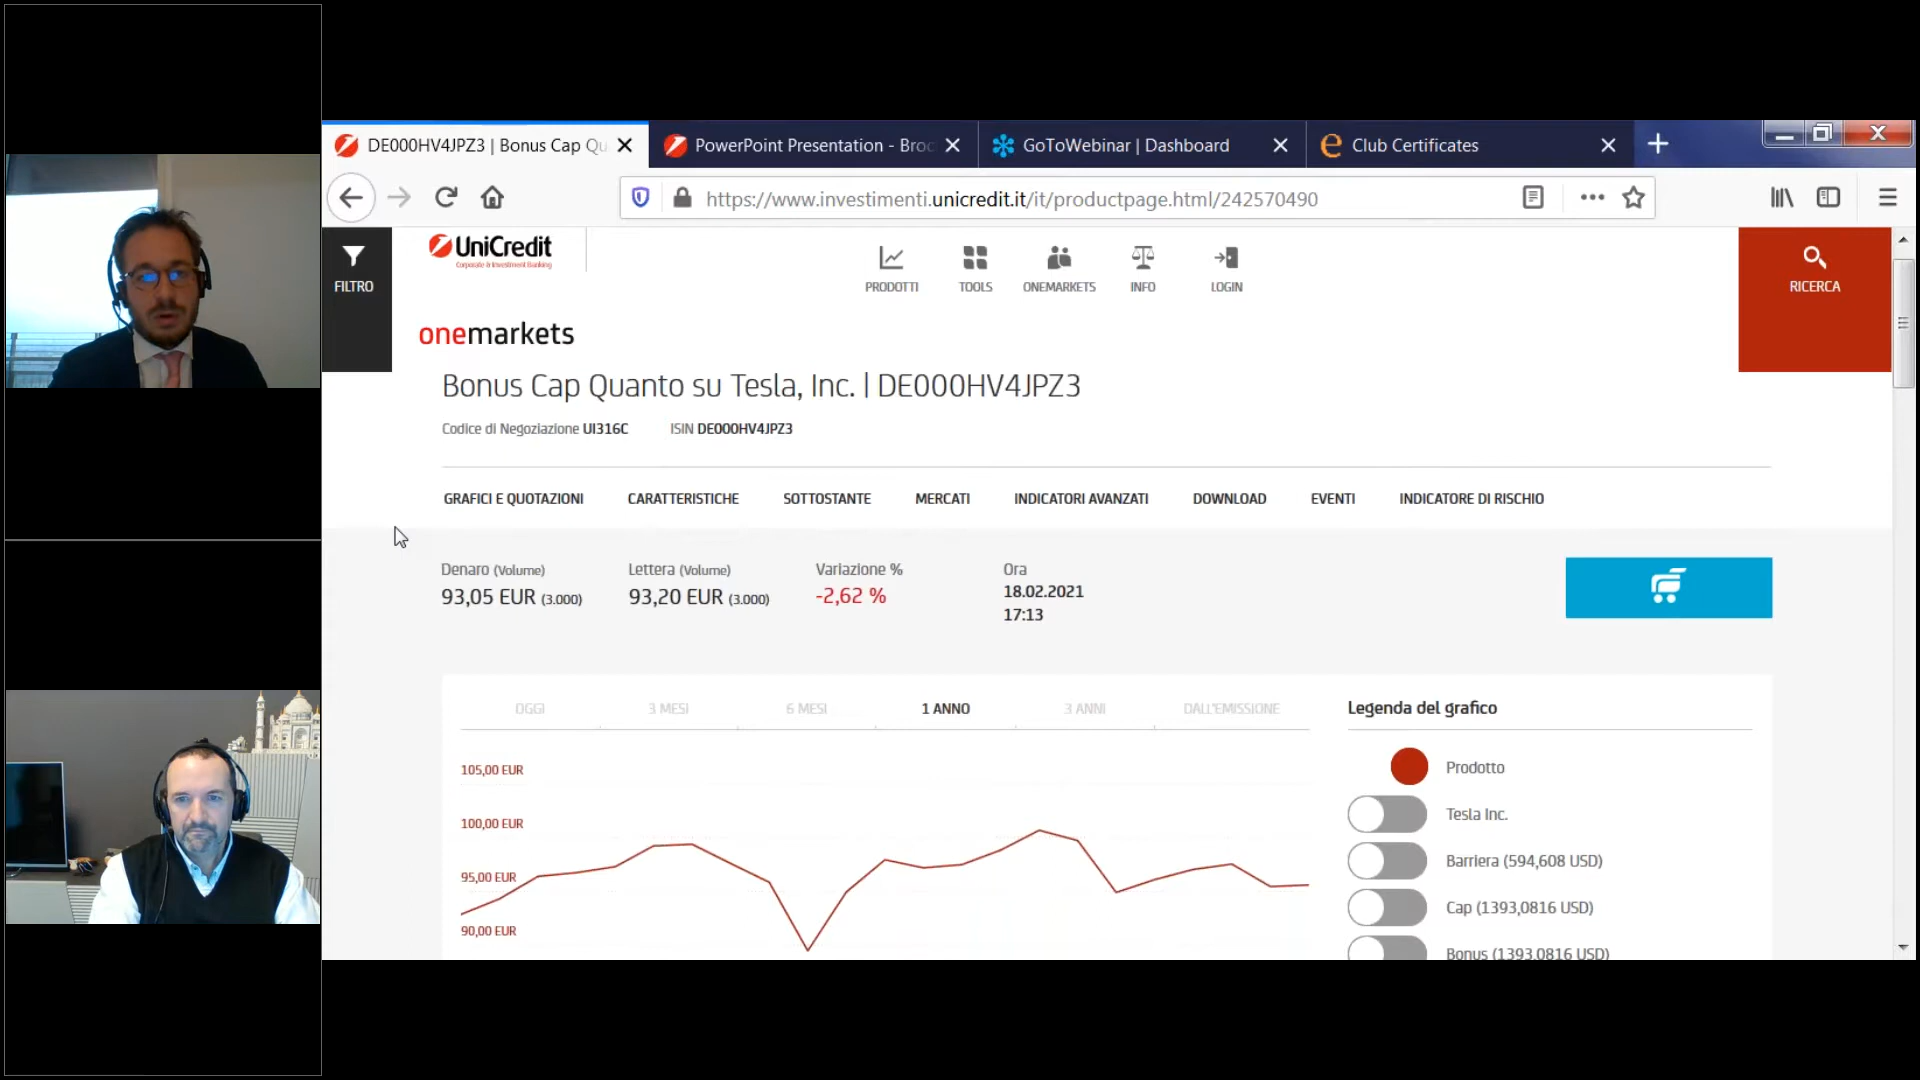 DE000HV4JPZ3 | Bonus Cap Qu
PowerPoint Presentation - Broc
GoToWebinar | Dashboard
Club Certificates
https://www.investimenti.unicredit.it/it/productpage.html/242570490
FILTRO
UniCredit
Corporate & Investment Banking
PRODOTTI
TOOLS
ONEMARKETS
INFO
LOGIN
RICERCA
onemarkets
Bonus Cap Quanto su Tesla, Inc. | DE000HV4JPZ3
Codice di Negoziazione UI316C ISIN DE000HV4JPZ3
GRAFICI E QUOTAZIONI CARATTERISTICHE SOTTOSTANTE MERCATI INDICATORI AVANZATI DOWNLOAD EVENTI INDICATORE DI RISCHIO
Denaro (Volume) Lettera (Volume) Variazione % Ora
93,05 EUR (3.000) 93,20 EUR (3.000) -2,62 % 18.02.2021
17:13
OGGI 3 MESI 6 MESI 1 ANNO 3 ANNI DALL'EMISSIONE
105,00 EUR
100,00 EUR
95,00 EUR
90,00 EUR
Legenda del grafico
Prodotto
Tesla Inc.
Barriera (594,608 USD)
Cap (1393,0816 USD)
Bonus (1393,0816 USD)